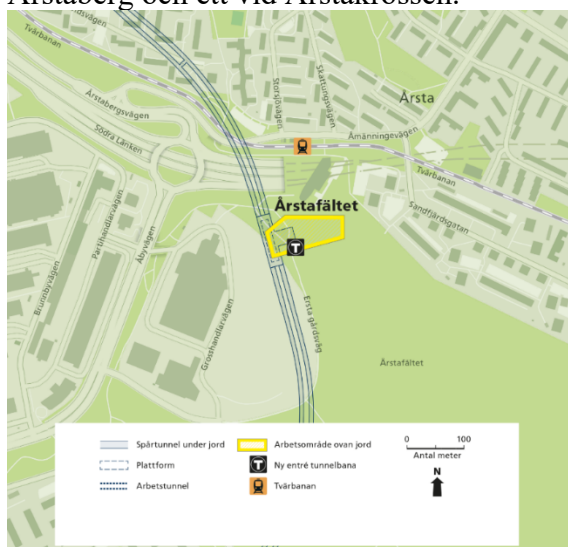 Årstaberg och ett vid Årstakrossen.
Tvärbanan
Sandsborgsvägen
Årstabergsvägen
Södra Länken
Storsjövägen
Skattungsvägen
Årsta
Åmänningevägen
Tvärbanan
Sandfjärdsgatan
Årstafältet
Partihandlarvägen
Åbyvägen
Brunnbyvägen
Grosshandlarvägen
Ersta gårdsväg
Årstafältet
Spårtunnel under jord
Plattform
Arbetstunnel
Arbetsområde ovan jord
Ny entré tunnelbana
Tvärbanan
0 100
Antal meter
N